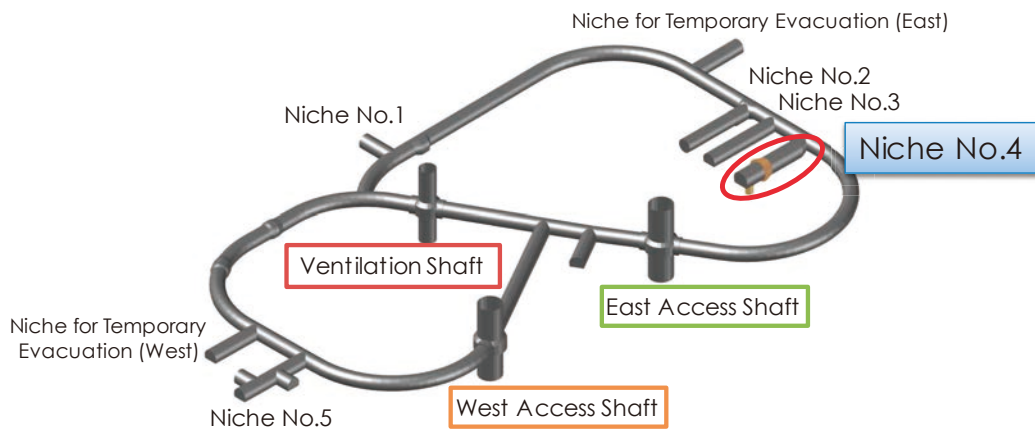 Niche for Temporary Evacuation (East)
Niche No.2
Niche No.3
Niche No.1
Niche No.4
Ventilation Shaft
East Access Shaft
Niche for Temporary
Evacuation (West)
West Access Shaft
Niche No.5